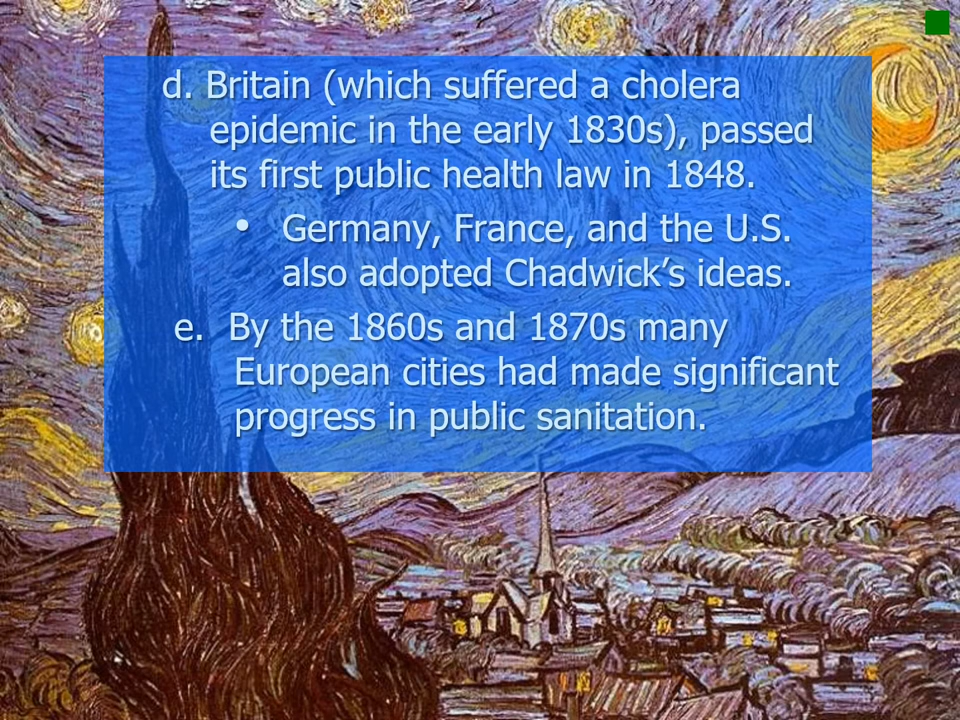 d. Britain (which suffered a cholera
epidemic in the early 1830s), passed
its first public health law in 1848.
• Germany, France, and the U.S.
also adopted Chadwick’s ideas.
e. By the 1860s and 1870s many
European cities had made significant
progress in public sanitation.